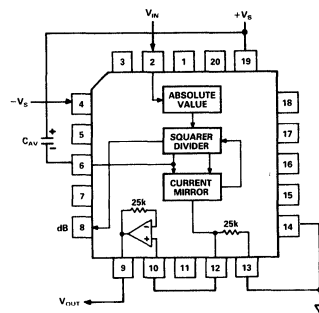 V_IN
+V_S
3
2
1
20
19
-V_S
4
ABSOLUTE
VALUE
18
5
+
C_AV
-
SQUARER
DIVIDER
17
6
16
7
CURRENT
MIRROR
15
dB
8
25k
25k
14
-
+
9
10
11
12
13
V_OUT